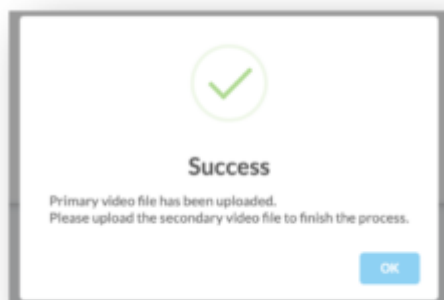 Success
Primary video file has been uploaded.
Please upload the secondary video file to finish the process.
OK